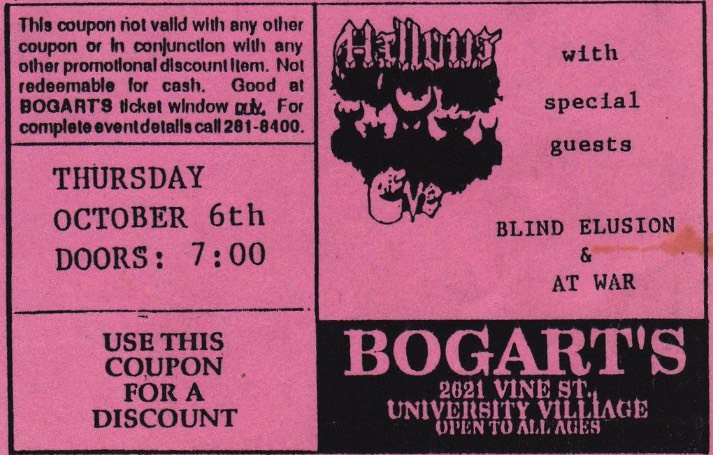 This coupon not valid with any other
coupon or in conjunction with any
other promotional discount item. Not
redeemable for cash. Good at
BOGART'S ticket window only. For
complete event details call 281-8400.
THURSDAY
OCTOBER 6th
DOORS: 7:00
USE THIS
COUPON
FOR A
DISCOUNT
Hallows
Eve
with
special
guests
BLIND ELUSION
&
AT WAR
BOGART'S
2621 VINE ST.
UNIVERSITY VILLIAGE
OPEN TO ALL AGES